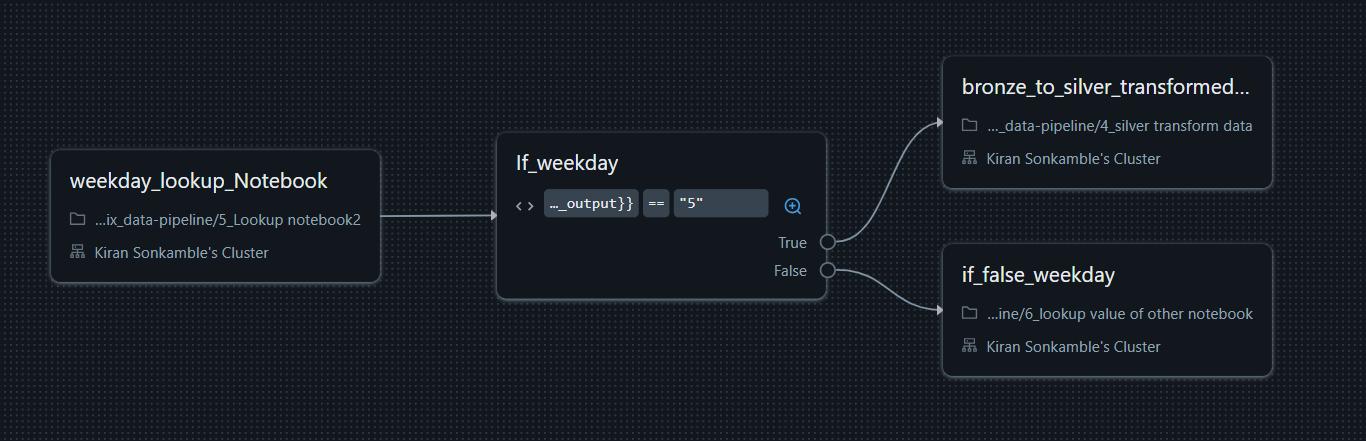 weekday_lookup_Notebook
...ix_data-pipeline/5_Lookup notebook2
Kiran Sonkamble's Cluster
If_weekday
<> ..._output}} == "5"
True
False
bronze_to_silver_transformed...
..._data-pipeline/4_silver transform data
Kiran Sonkamble's Cluster
if_false_weekday
...ine/6_lookup value of other notebook
Kiran Sonkamble's Cluster